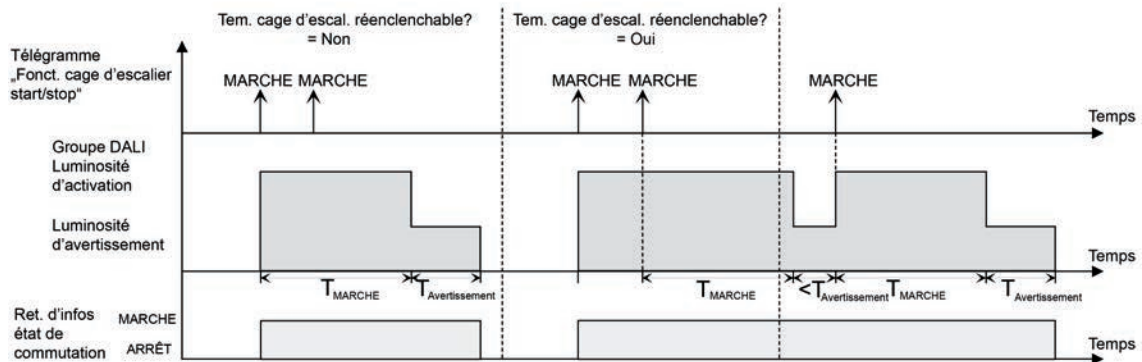 Tem. cage d'escal. réenclenchable?
= Non
Tem. cage d'escal. réenclenchable?
= Oui
Télégramme
„Fonct. cage d'escalier
start/stop“
MARCHE MARCHE
MARCHE MARCHE
MARCHE
Temps
Groupe DALI
Luminosité
d'activation
Luminosité
d'avertissement
Temps
TMARCHE TAvertissement
TMARCHE <TAvertissement TMARCHE TAvertissement
Ret. d'infos
état de
commutation
MARCHE
ARRÊT
Temps